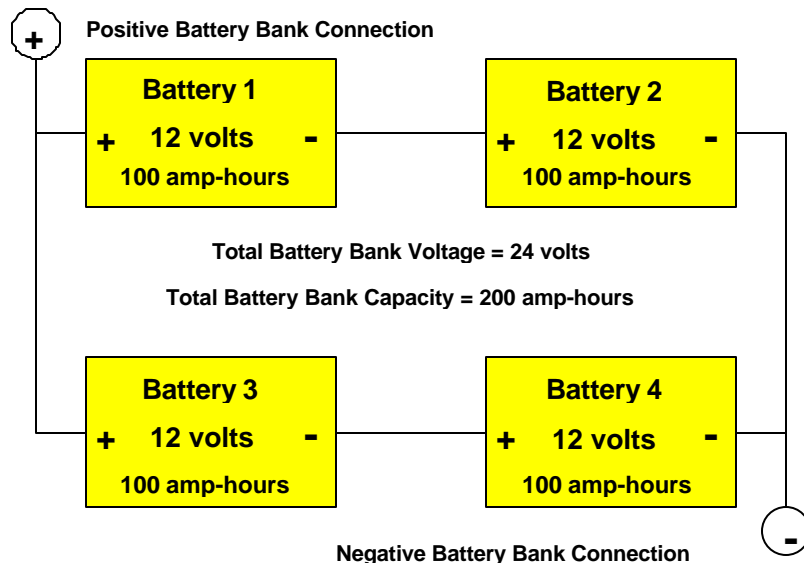 + Positive Battery Bank Connection
Battery 1
+ 12 volts -
100 amp-hours
Battery 2
+ 12 volts -
100 amp-hours
Total Battery Bank Voltage = 24 volts
Total Battery Bank Capacity = 200 amp-hours
Battery 3
+ 12 volts -
100 amp-hours
Battery 4
+ 12 volts -
100 amp-hours
-
Negative Battery Bank Connection